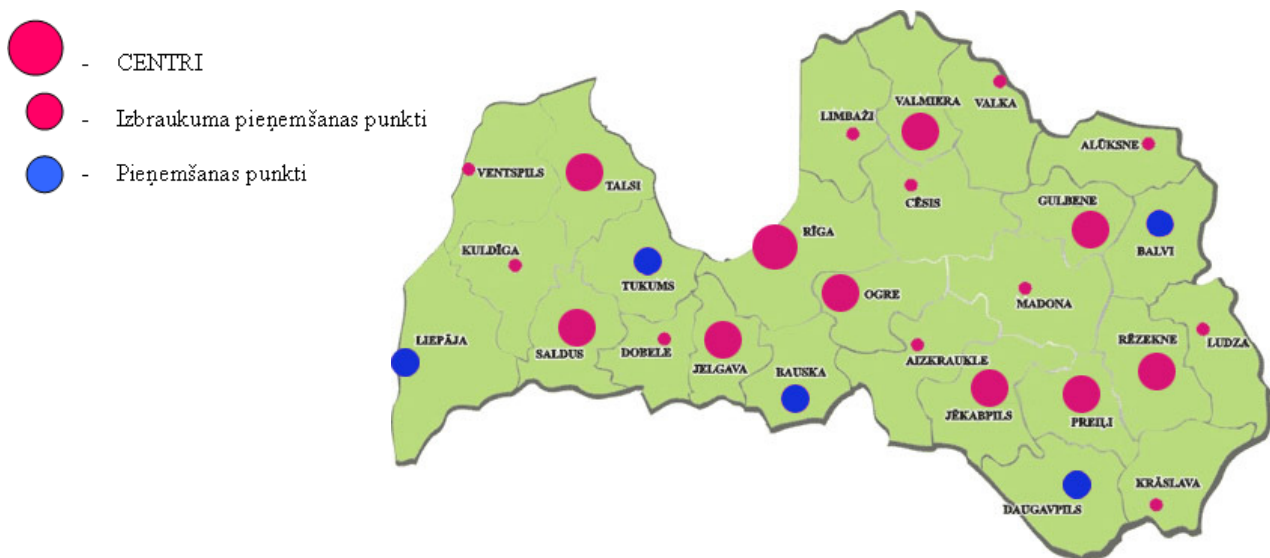 - CENTRI
- Izbraukuma pieņemšanas punkti
- Pieņemšanas punkti
VALKA
VALMIERA
LIMBAŽI
ALŪKSNE
VENTSPILS
TALSI
CĒSIS
GULBENE
RĪGA
BALVI
KULDĪGA
TUKUMS
OGRE
MADONA
LIEPĀJA
SALDUS
DOBELE
JELGAVA
BAUSKA
AIZKRAUKLE
RĒZEKNE
LUDZA
JĒKABPILS
PREIĻI
KRĀSLAVA
DAUGAVPILS